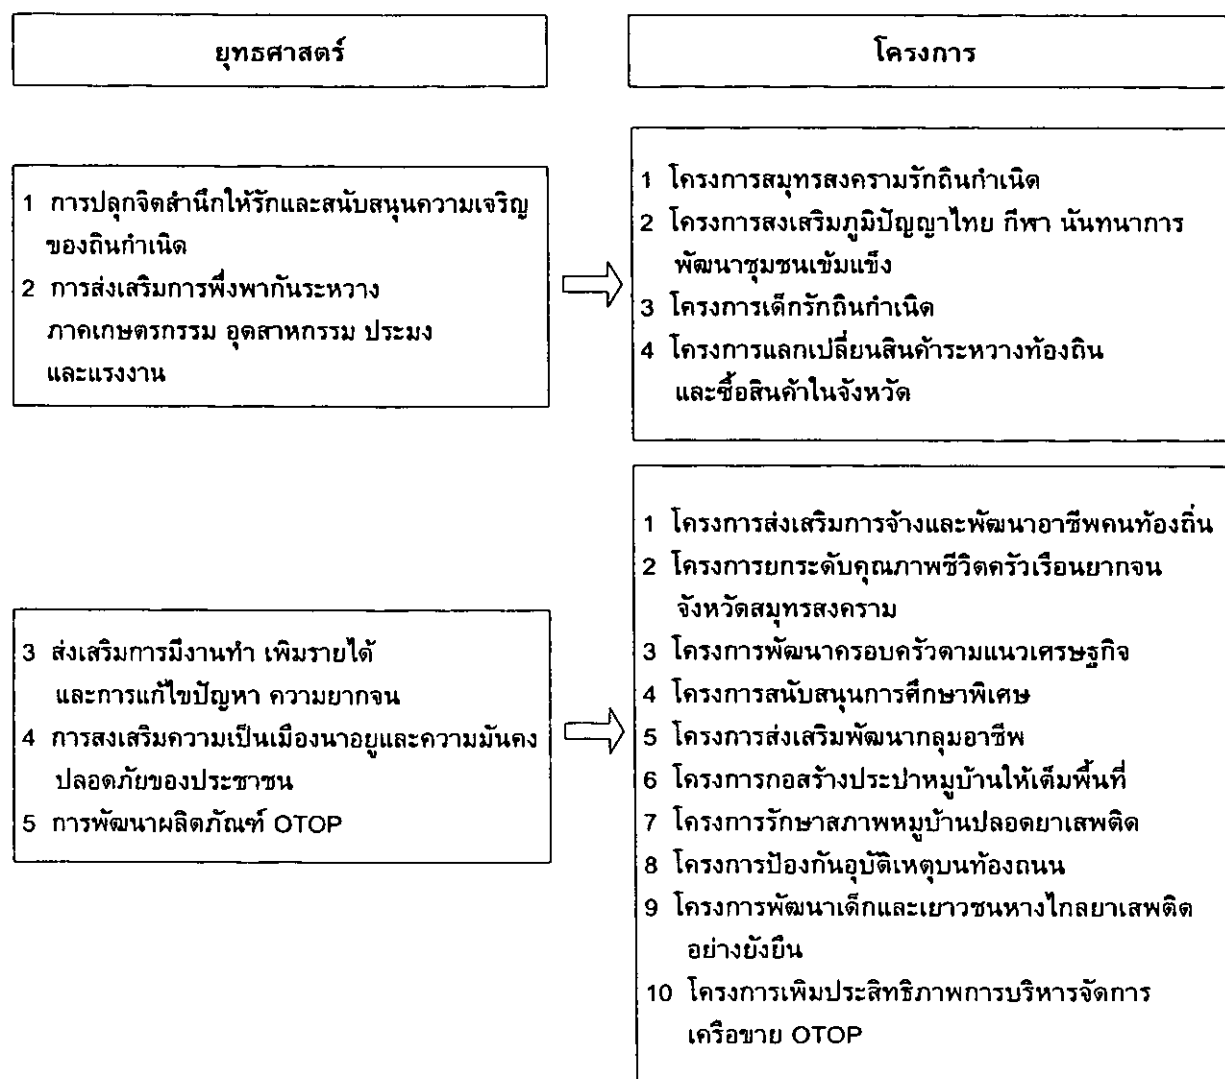 ยุทธศาสตร์
โครงการ
1 การปลุกจิตสำนึกให้รักและสนับสนุนความเจริญ
ของถินกำเนิด
2 การส่งเสริมการพึ่งพากันระหวาง
ภาคเกษตรกรรม อุตสาหกรรม ประมง
และแรงงาน
1 โครงการสมุทรสงครามรักถินกำเนิด
2 โครงการสงเสริมภูมิปัญญาไทย กีฬา นันทนาการ
พัฒนาชุมชนเขัมแข็ง
3 โครงการเด็กรักถินกำเนิด
4 โครงการแลกเปลี่ยนสินค้าระหวางท้องถิน
และซื้อสินค้าในจังหวัด
3 ส่งเสริมการมีงานทำ เพิมรายได้
และการแก้ไขปัญหา ความยากจน
4 การสงเสริมความเป็นเมืองนาอยูและความมันคง
ปลอดภัยของประชาชน
5 การพัฒนาผลิตภัณฑ์ OTOP
1 โครงการส่งเสริมการจ้างและพัฒนาอาชีพคนท้องถิ่น
2 โครงการยกระดับคุณภาพชีวิตครัวเรือนยากจน
จังหวัดสมุทรสงคราม
3 โครงการพัฒนาครอบครัวตามแนวเศรษฐกิจ
4 โครงการสนับสนุนการศึกษาพิเศษ
5 โครงการส่งเสริมพัฒนากลุมอาชีพ
6 โครงการกอสร้างประปาหมูบ้านให้เต็มพื้นที่
7 โครงการรักษาสภาพหมูบ้านปลอดยาเสพติด
8 โครงการป้องกันอุบัติเหตุบนท้องถนน
9 โครงการพัฒนาเด็กและเยาวชนหางไกลยาเสพติด
อย่างยังยืน
10 โครงการเพิมประสิทธิภาพการบริหารจัดการ
เครือขาย OTOP